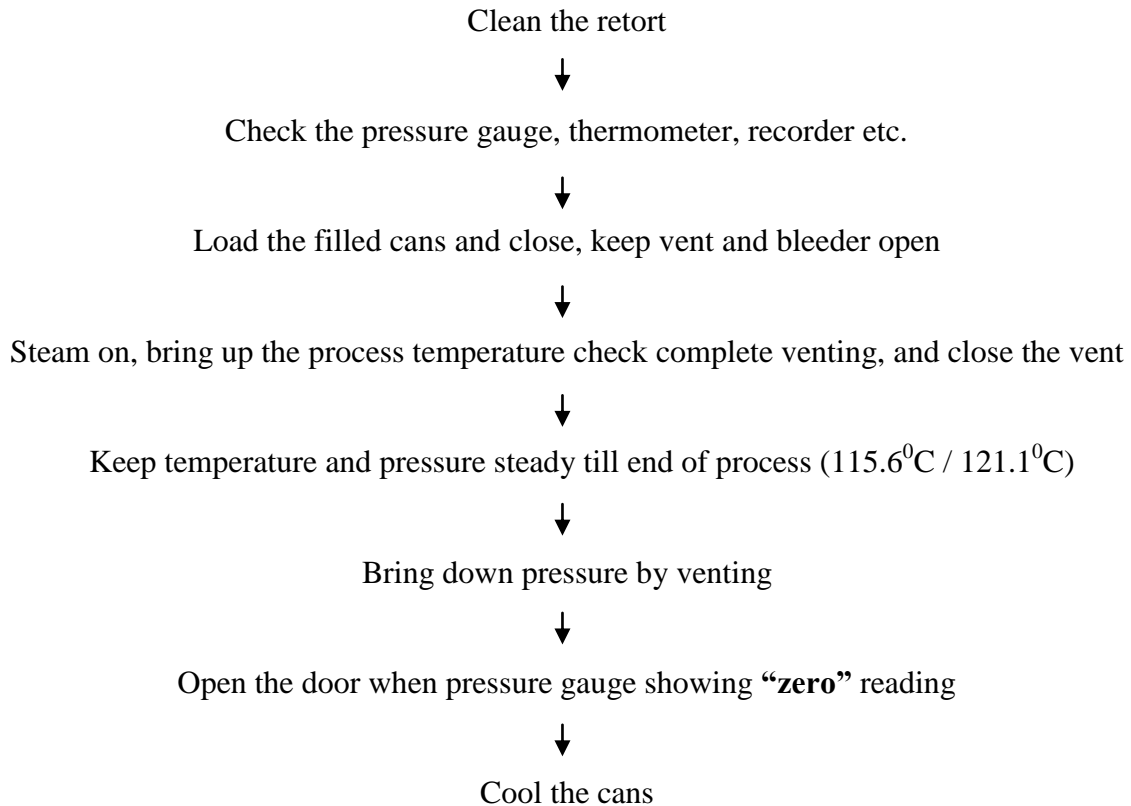 Clean the retort
Check the pressure gauge, thermometer, recorder etc.
Load the filled cans and close, keep vent and bleeder open
Steam on, bring up the process temperature check complete venting, and close the vent
Keep temperature and pressure steady till end of process (115.6⁰C / 121.1⁰C)
Bring down pressure by venting
Open the door when pressure gauge showing “zero” reading
Cool the cans